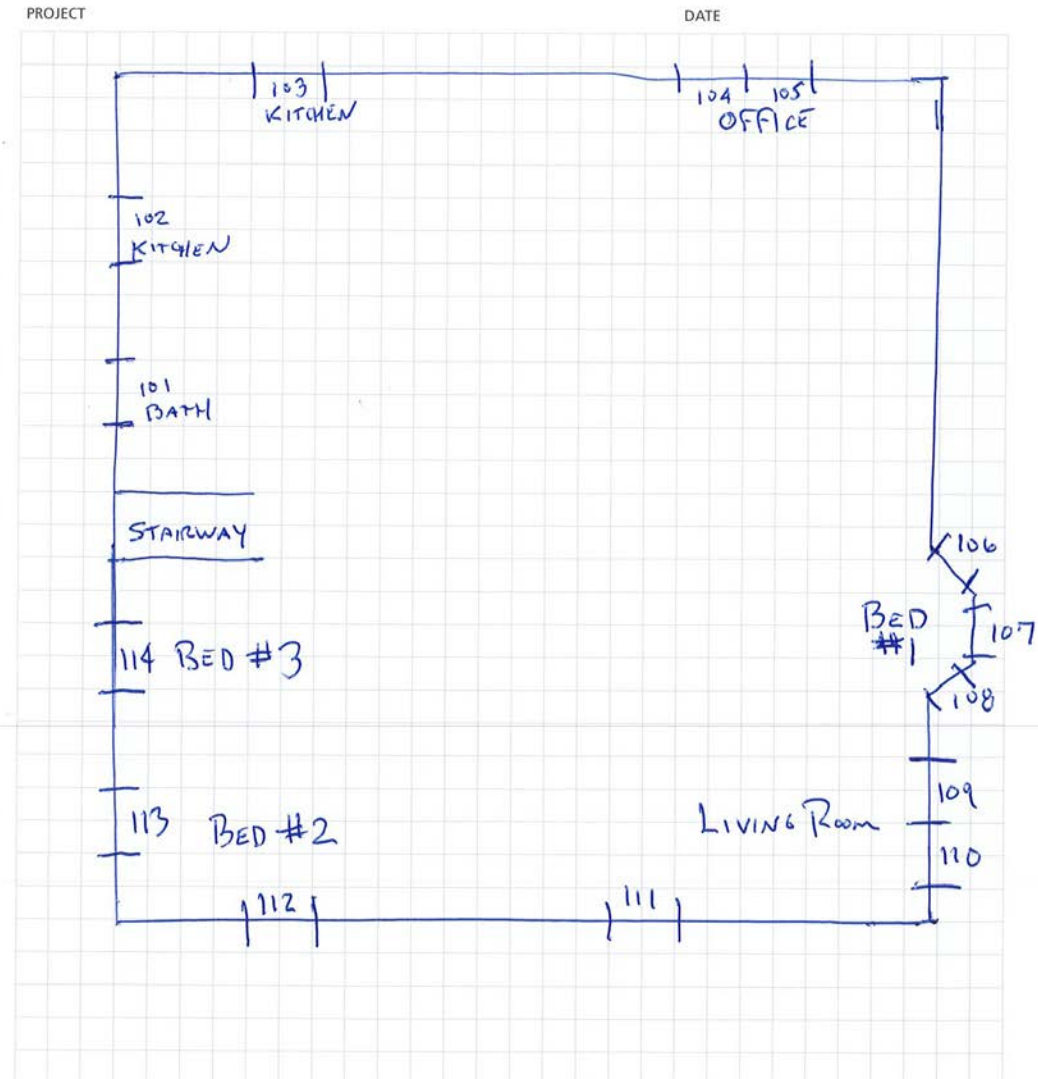 PROJECT
DATE
103
KITCHEN
104 105
OFFICE
102
KITCHEN
101
BATH
STAIRWAY
106
BED
#1
107
108
114 BED #3
109
113 BED #2
LIVING ROOM
110
112
111